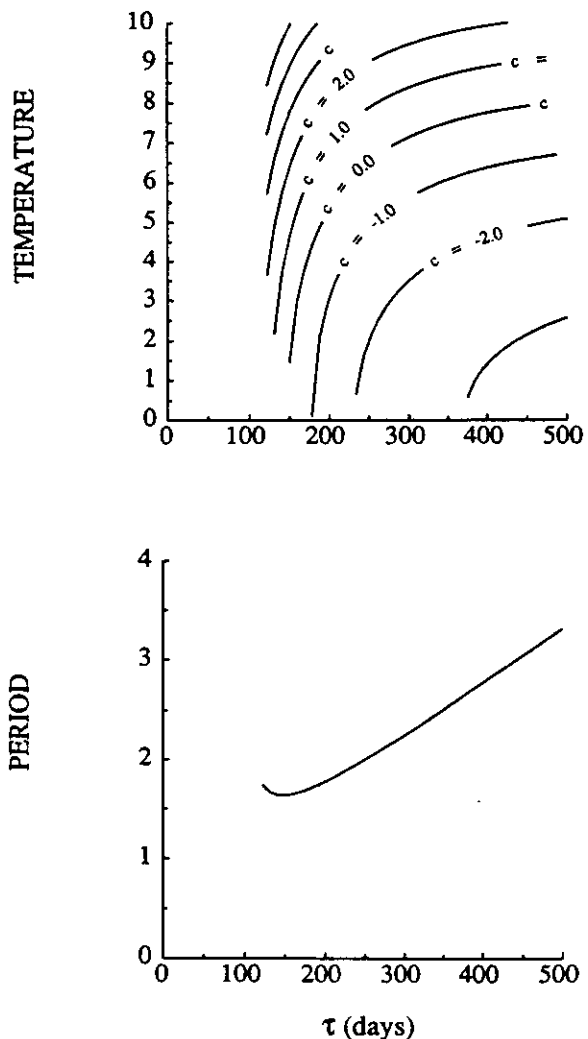 TEMPERATURE
10
9
8
7
6
5
4
3
2
1
0
0
100
200
300
400
500
c
c = 2.0
c =
c = 1.0
c
c = 0.0
c = -1.0
c = -2.0
PERIOD
4
3
2
1
0
0
100
200
300
400
500
τ (days)